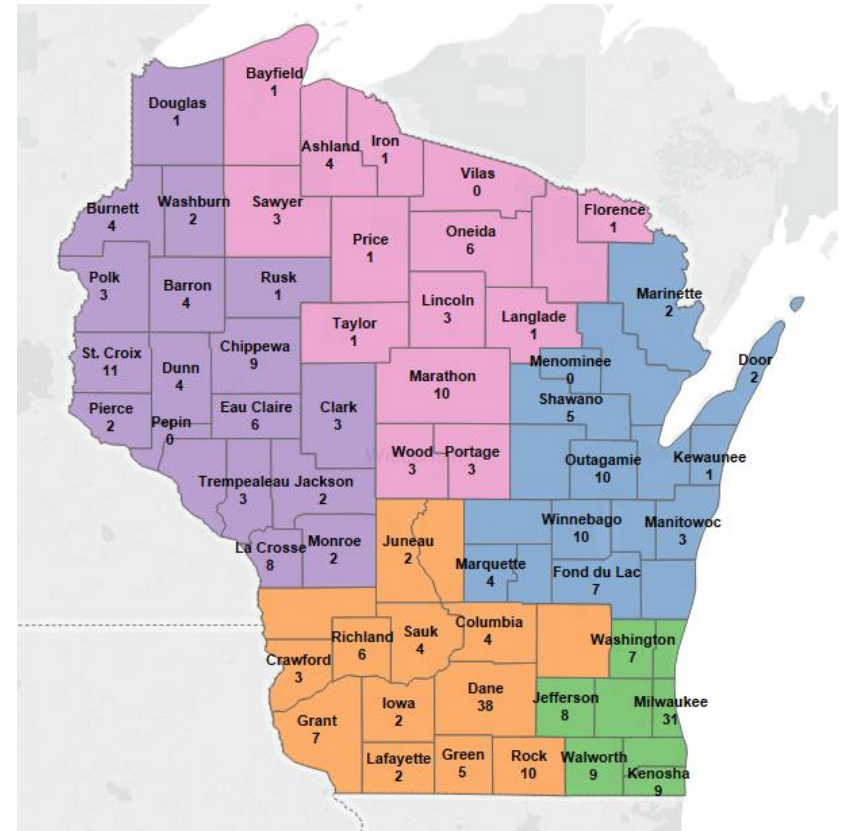 Bayfield
1
Douglas
1
Ashland
4
Iron
1
Vilas
0
Burnett
4
Washburn
2
Sawyer
3
Florence
1
Price
1
Oneida
6
Polk
3
Barron
4
Rusk
1
Marinette
2
Lincoln
3
Taylor
1
Langlade
1
St. Croix
11
Dunn
4
Chippewa
9
Menominee
0
Door
2
Marathon
10
Shawano
5
Pierce
2
Pepin
0
Eau Claire
6
Clark
3
Wood
3
Portage
3
Outagamie
10
Kewaunee
1
Trempealeau
3
Jackson
2
Winnebago
10
Manitowoc
3
La Crosse
8
Monroe
2
Juneau
2
Marquette
4
Fond du Lac
7
Richland
6
Sauk
4
Columbia
4
Washington
7
Crawford
3
Grant
7
Iowa
2
Dane
38
Jefferson
8
Milwaukee
31
Lafayette
2
Green
5
Rock
10
Walworth
9
Kenosha
9